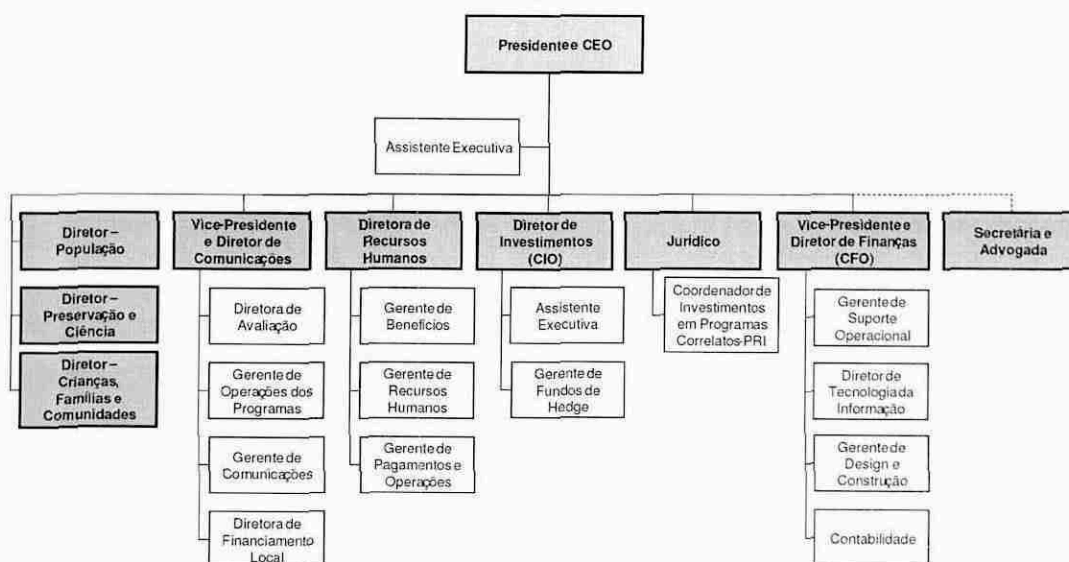 Presidente e CEO
Assistente Executiva
Diretor –
População
Diretor –
Preservação e
Ciência
Diretor –
Crianças,
Famílias e
Comunidades
Vice-Presidente
e Diretor de
Comunicações
Diretora de
Avaliação
Gerente de
Operações dos
Programas
Gerente de
Comunicações
Diretora de
Financiamento
Local
Diretora de
Recursos
Humanos
Gerente de
Benefícios
Gerente de
Recursos
Humanos
Gerente de
Pagamentos e
Operações
Diretor de
Investimentos
(CIO)
Assistente
Executiva
Gerente de
Fundos de
Hedge
Jurídico
Coordenador de
Investimentos
em Programas
Correlatos-PRI
Vice-Presidente e
Diretor de Finanças
(CFO)
Gerente de
Suporte
Operacional
Diretor de
Tecnologia da
Informação
Gerente de
Design e
Construção
Contabilidade
Secretária e
Advogada